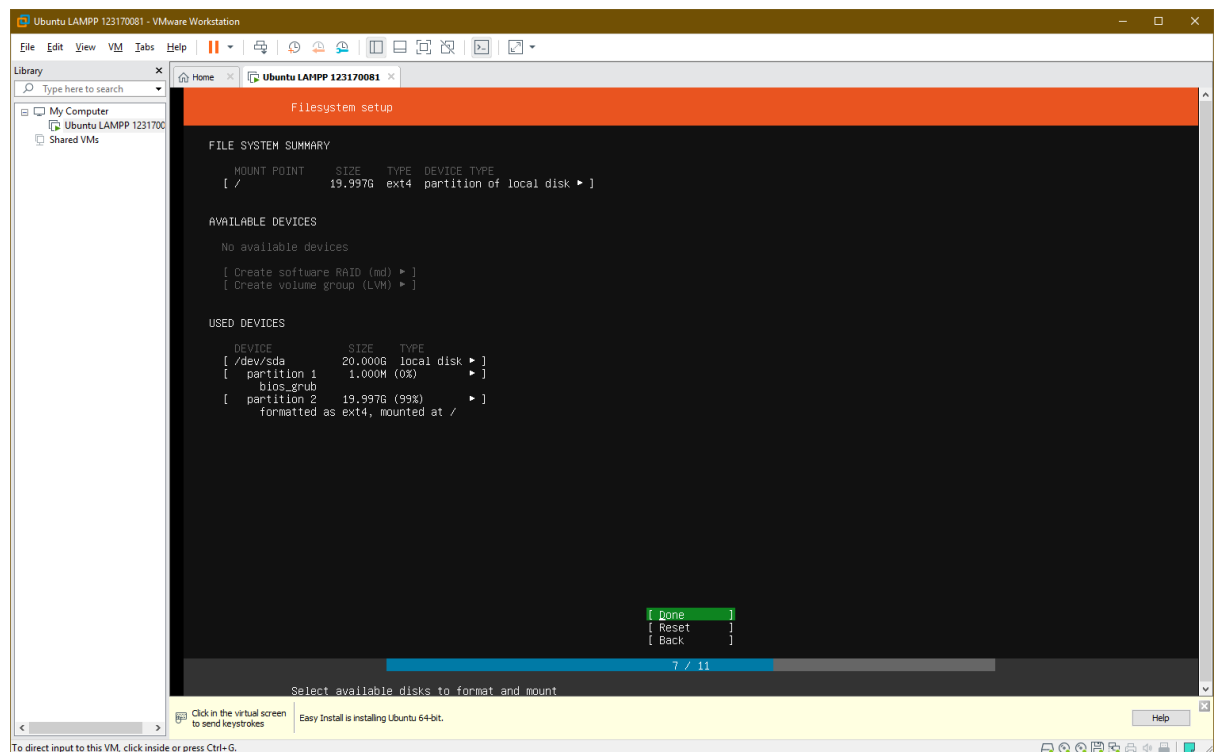 Ubuntu LAMPP 123170081 - VMware Workstation
File Edit View VM Tabs Help
Library
Type here to search
My Computer
Ubuntu LAMPP 1231700
Shared VMs
Home
Ubuntu LAMPP 123170081
Filesystem setup
FILE SYSTEM SUMMARY
MOUNT POINT SIZE TYPE DEVICE TYPE
[ / 19.997G ext4 partition of local disk ▸ ]
AVAILABLE DEVICES
No available devices
[ Create software RAID (md) ▸ ]
[ Create volume group (LVM) ▸ ]
USED DEVICES
DEVICE SIZE TYPE
[ /dev/sda 20.000G local disk ▸ ]
[ partition 1 1.000M (0%) ▸ ]
bios_grub
[ partition 2 19.997G (99%) ▸ ]
formatted as ext4, mounted at /
[ Done ]
[ Reset ]
[ Back ]
7 / 11
Select available disks to format and mount
Click in the virtual screen
to send keystrokes
Easy Install is installing Ubuntu 64-bit.
Help
To direct input to this VM, click inside or press Ctrl+G.